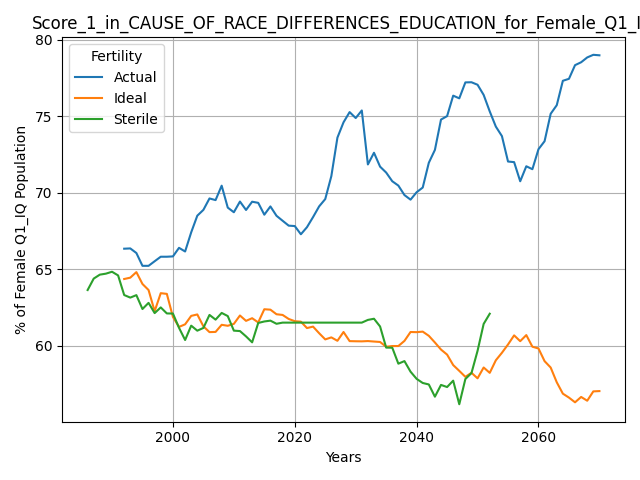 Score_1_in_CAUSE_OF_RACE_DIFFERENCES_EDUCATION_for_Female_Q1_I
Fertility
Actual
Ideal
Sterile
% of Female Q1_IQ Population
80
75
70
65
60
2000
2020
2040
2060
Years